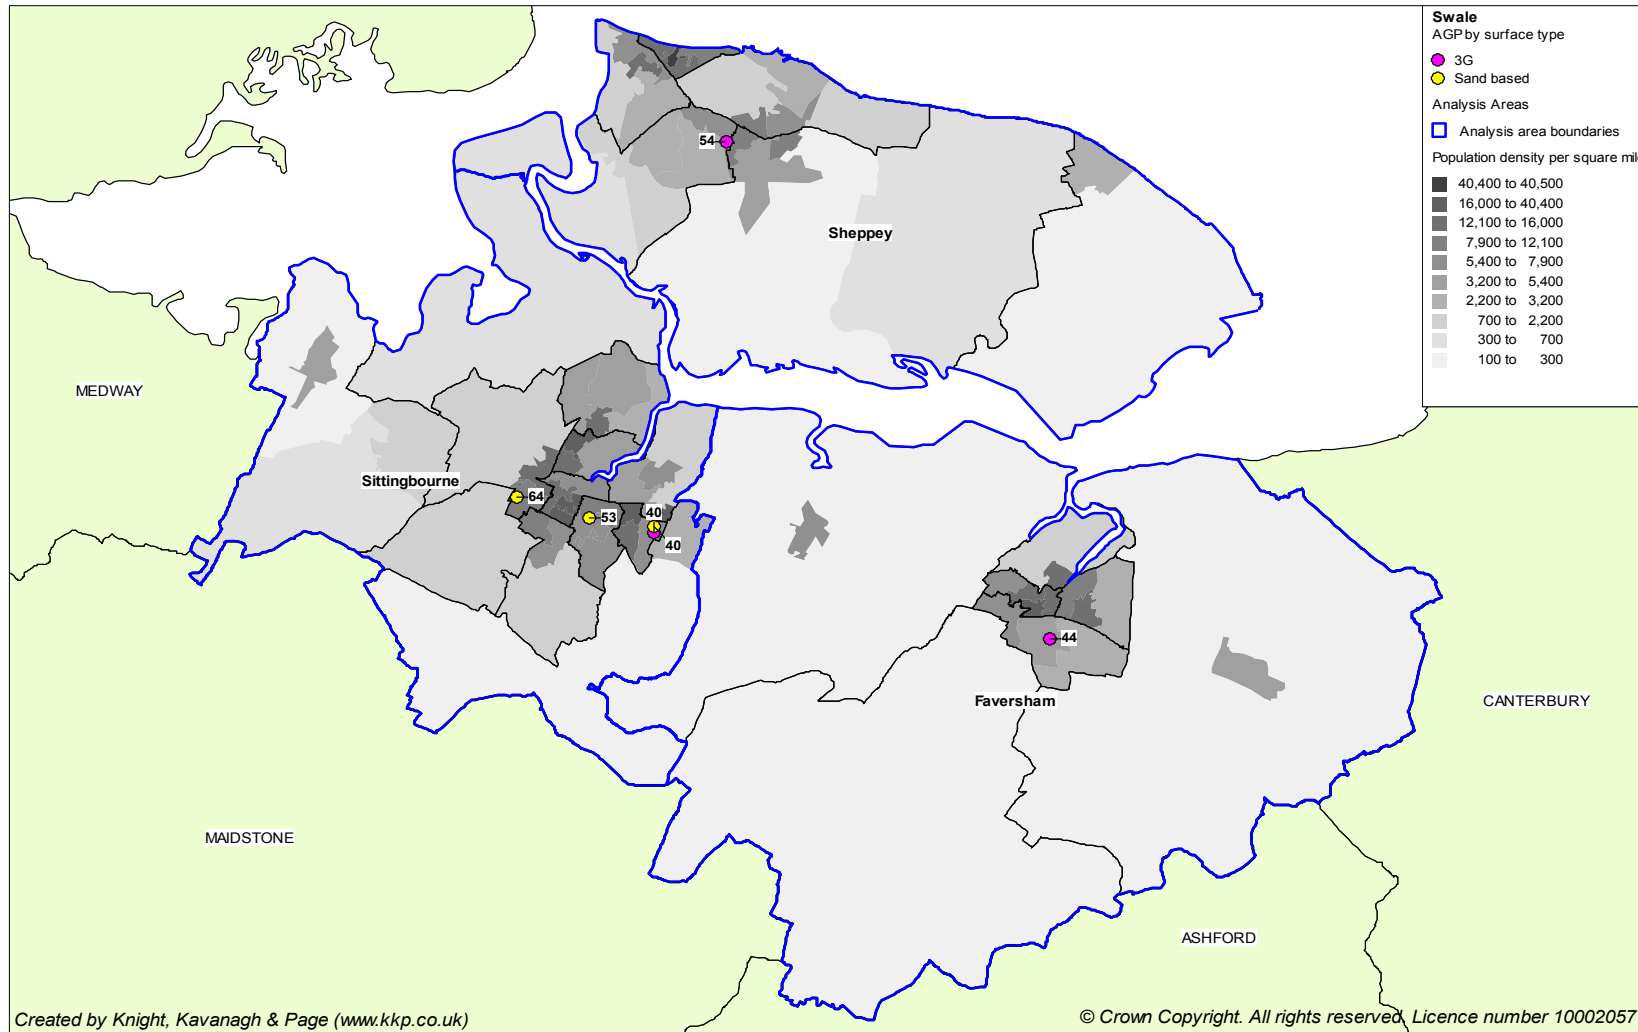 Swale
AGP by surface type
3G
Sand based
Analysis Areas
Analysis area boundaries
Population density per square mil
40,400 to 40,500
16,000 to 40,400
12,100 to 16,000
7,900 to 12,100
5,400 to 7,900
3,200 to 5,400
2,200 to 3,200
700 to 2,200
300 to 700
100 to 300
54
Sheppey
MEDWAY
Sittingbourne
64
53
40
40
44
Faversham
CANTERBURY
MAIDSTONE
ASHFORD
Created by Knight, Kavanagh & Page (www.kkp.co.uk)
© Crown Copyright. All rights reserved. Licence number 10002057